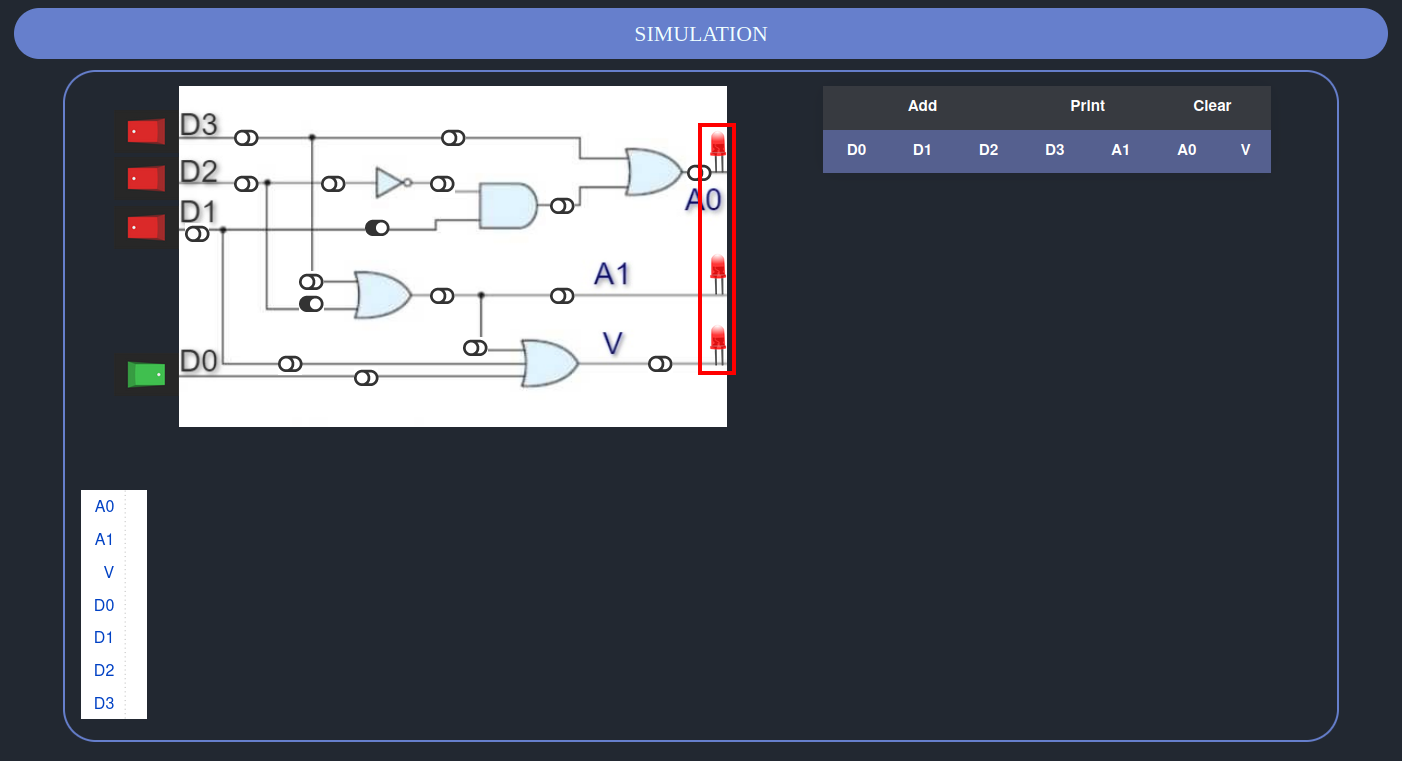 SIMULATION
D3
D2
D1
D0
A0
A1
V
Add Print Clear
D0 D1 D2 D3 A1 A0 V
A0
A1
V
D0
D1
D2
D3